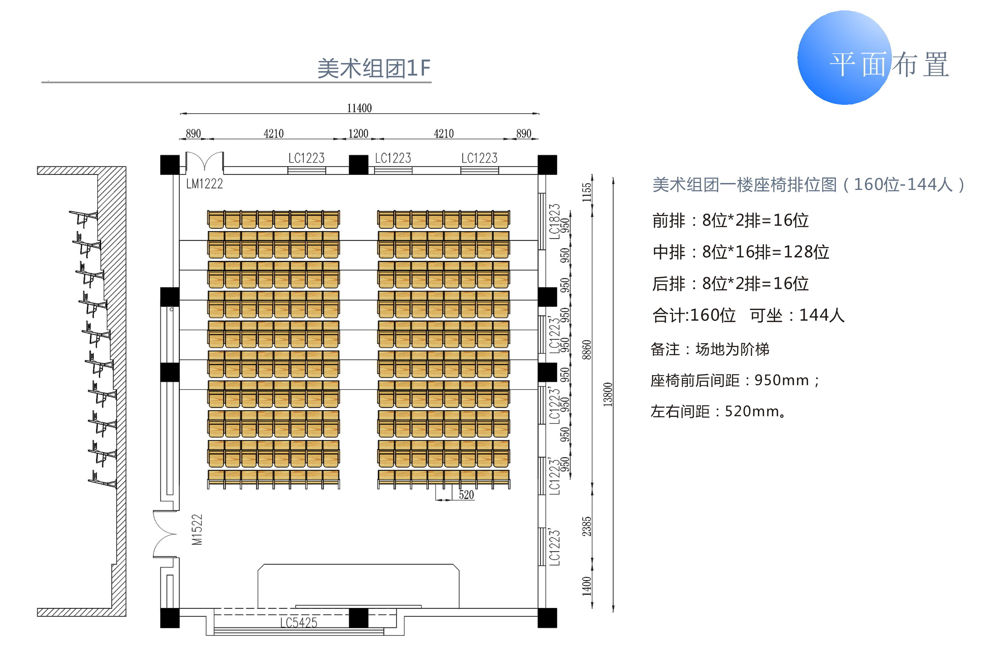 平面布置
美术组团1F
11400
890 4210 1200 4210 890
LC1223 LC1223 LC1223
LM1222
1155
LC1823
950
950
950
950
LC1223'
950
8860
950
LC1223'
950
13800
950
950
LC1223'
520
M1522
2385
LC1223'
1400
LC5425
美术组团一楼座椅排位图（160位-144人）
前排：8位*2排=16位
中排：8位*16排=128位
后排：8位*2排=16位
合计:160位 可坐：144人
备注：场地为阶梯
座椅前后间距：950mm；
左右间距：520mm。